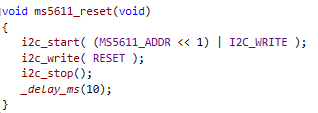 void ms5611_reset(void)
{
    i2c_start( (MS5611_ADDR << 1) | I2C_WRITE );
    i2c_write( RESET );
    i2c_stop();
    _delay_ms(10);
}